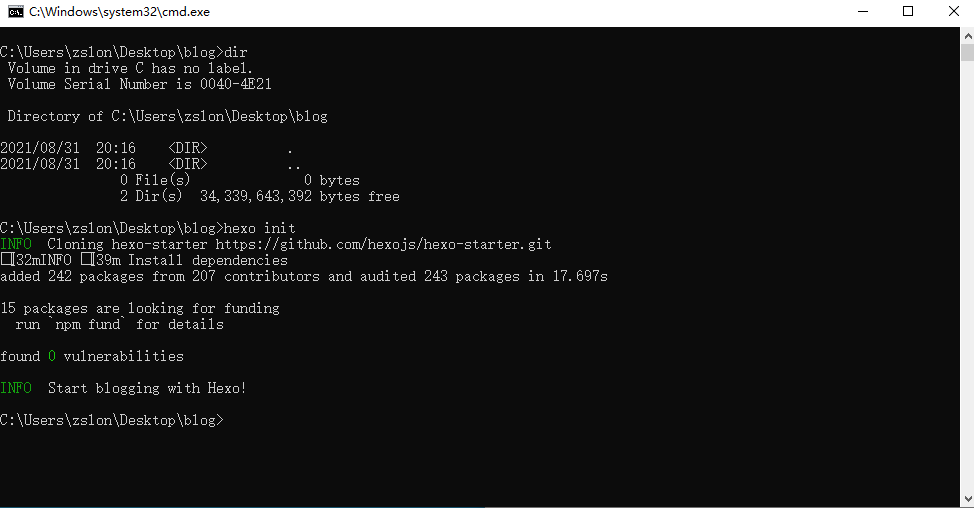 C:\Windows\system32\cmd.exe
C:\Users\zslon\Desktop\blog>dir
 Volume in drive C has no label.
 Volume Serial Number is 0040-4E21
 Directory of C:\Users\zslon\Desktop\blog
2021/08/31  20:16    <DIR>          .
2021/08/31  20:16    <DIR>          ..
               0 File(s)              0 bytes
               2 Dir(s)  34,339,643,392 bytes free
C:\Users\zslon\Desktop\blog>hexo init
INFO  Cloning hexo-starter https://github.com/hexojs/hexo-starter.git
□[32mINFO □[39m Install dependencies
added 242 packages from 207 contributors and audited 243 packages in 17.697s
15 packages are looking for funding
  run `npm fund` for details
found 0 vulnerabilities
INFO  Start blogging with Hexo!
C:\Users\zslon\Desktop\blog>